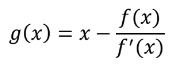 g(x) = x − f(x)/f′(x)